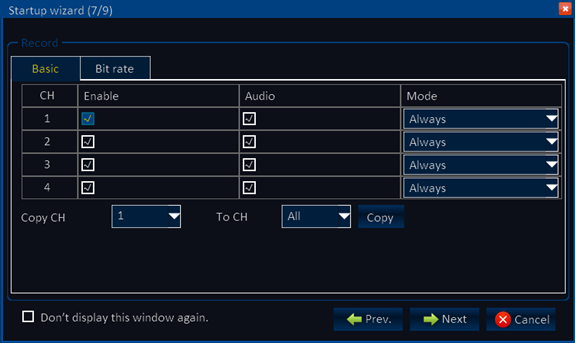 Startup wizard (7/9)
Record
Basic Bit rate
CH Enable Audio Mode
1 Always
2 Always
3 Always
4 Always
Copy CH 1 To CH All Copy
Don't display this window again. Prev. Next Cancel